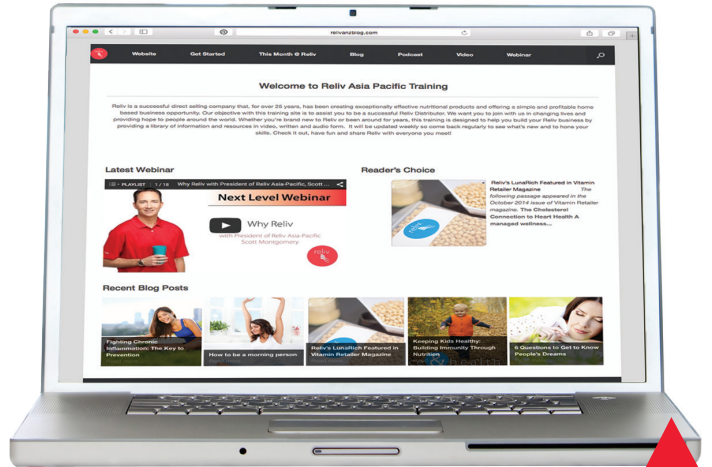 relivanzblog.com
Website Get Started This Month @ Reliv Blog Podcast Video Webinar
Welcome to Reliv Asia Pacific Training
Reliv is a successful direct selling company that, for over 25 years, has been creating exceptionally effective nutritional products and offering a simple and profitable home
based business opportunity. Our objective with this training site is to assist you to be a successful Reliv Distributor. We want you to join with us in changing lives and
providing hope to people around the world. Whether you're brand new to Reliv or been around for years, this training is designed to help you build your Reliv business by
providing a library of information and resources in video, written and audio form. It will be updated weekly so come back regularly to see what's new and to hone your
skills. Check it out, have fun and share Reliv with everyone you meet!
Latest Webinar
PLAYLIST 1 / 18 Why Reliv with President of Reliv Asia-Pacific, Scott ...
Next Level Webinar
Why Reliv
with President of Reliv Asia-Pacific
Scott Montgomery
reliv
Reader's Choice
Reliv's LunaRich Featured in Vitamin
Retailer Magazine The
following passage appeared in the
October 2014 issue of Vitamin Retailer
magazine. The Cholesterol
Connection to Heart Health A
managed wellness...
Recent Blog Posts
Fighting Chronic
Inflammation: The Key to
Prevention
How to be a morning person
Reliv's LunaRich Featured in
Vitamin Retailer Magazine
Keeping Kids Healthy:
Building Immunity Through
Nutrition
6 Questions to Get to Know
People's Dreams